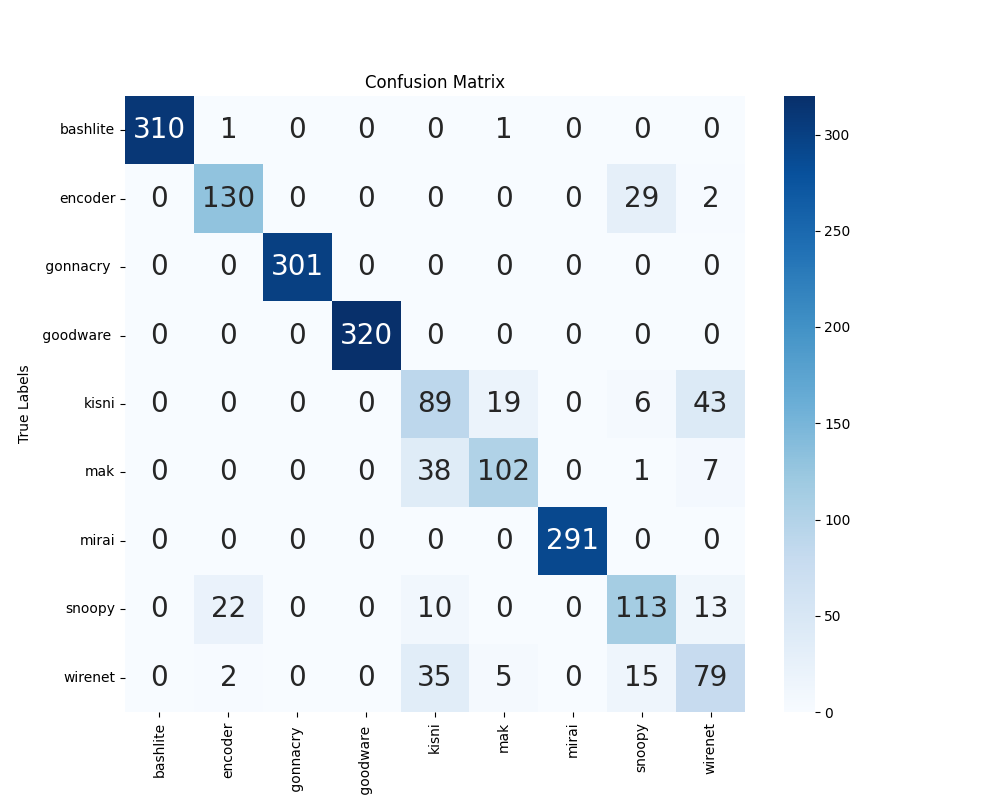 Confusion Matrix
True Labels
bashlite 310 1 0 0 0 1 0 0 0
encoder 0 130 0 0 0 0 0 29 2
gonnacry 0 0 301 0 0 0 0 0 0
goodware 0 0 0 320 0 0 0 0 0
kisni 0 0 0 0 89 19 0 6 43
mak 0 0 0 0 38 102 0 1 7
mirai 0 0 0 0 0 0 291 0 0
snoopy 0 22 0 0 10 0 0 113 13
wirenet 0 2 0 0 35 5 0 15 79
bashlite encoder gonnacry goodware kisni mak mirai snoopy wirenet
300
250
200
150
100
50
0